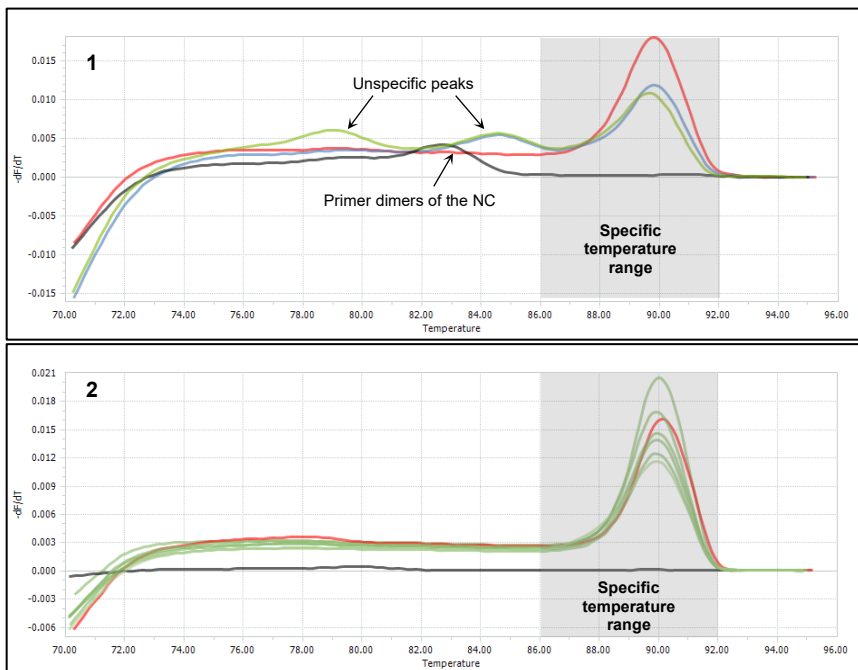 1
Unspecific peaks
Primer dimers of the NC
Specific
temperature
range
-dF/dT
0.015
0.010
0.005
0.000
-0.005
-0.010
-0.015
70.00 72.00 74.00 76.00 78.00 80.00 82.00 84.00 86.00 88.00 90.00 92.00 94.00 96.00
Temperature
2
Specific
temperature
range
-dF/dT
0.021
0.018
0.015
0.012
0.009
0.006
0.003
0.000
-0.003
-0.006
70.00 72.00 74.00 76.00 78.00 80.00 82.00 84.00 86.00 88.00 90.00 92.00 94.00 96.00
Temperature